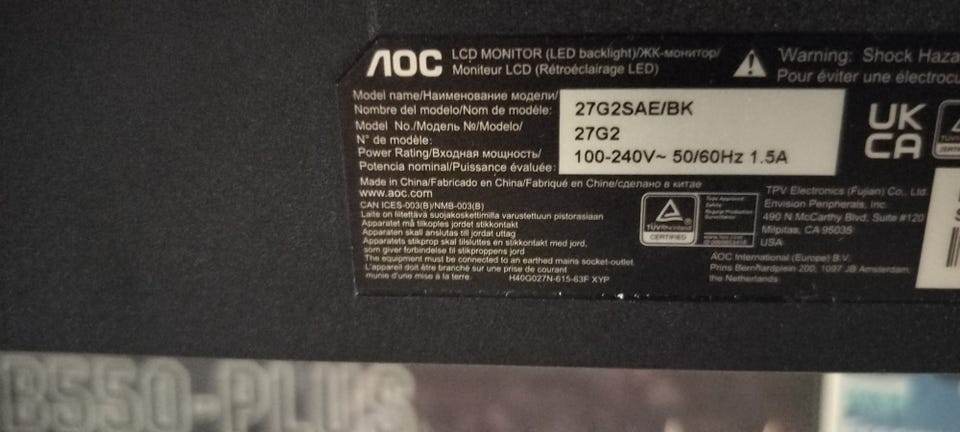 AOC
LCD MONITOR (LED backlight)/ЖК-монитор/
Moniteur LCD (Rétroéclairage LED)
Warning: Shock Haza
Pour éviter une électrocu
Model name/Наименование модели/
Nombre del modelo/Nom de modèle:
27G2SAE/BK
Model No./Модель №/Modelo/
N° de modèle:
27G2
Power Rating/Входная мощность/
Potencia nominal/Puissance évaluée:
100-240V~ 50/60Hz 1.5A
UK
CA
Made in China/Fabricado en China/Fabriqué en Chine/сделано в китае
www.aoc.com
CAN ICES-003(B)/NMB-003(B)
Laite on liitettävä suojakoskettimilla varustettuun pistorasiaan
Apparatet må tilkoples jordet stikkontakt
Apparaten skall anslutas till jordat uttag
Apparatets stikprop skal tilsluttes en stikkontakt med jord,
som giver forbindelse til stikproppens jord
The equipment must be connected to an earthed mains socket-outlet.
L'appareil doit être branché sur une prise de courant
munie d'une mise à la terre.
H40G027N-615-63F XYP
TÜVRheinland
CERTIFIED
Type Approved
Safety
Regular Production
Surveillance
TPV Electronics (Fujian) Co., Ltd.
Envision Peripherals, Inc.
490 N McCarthy Blvd, Suite #120
Milpitas, CA 95035
USA
AOC International (Europe) B.V.
Prins Bernhardplein 200, 1097 JB Amsterdam,
the Netherlands
B550-PLUS